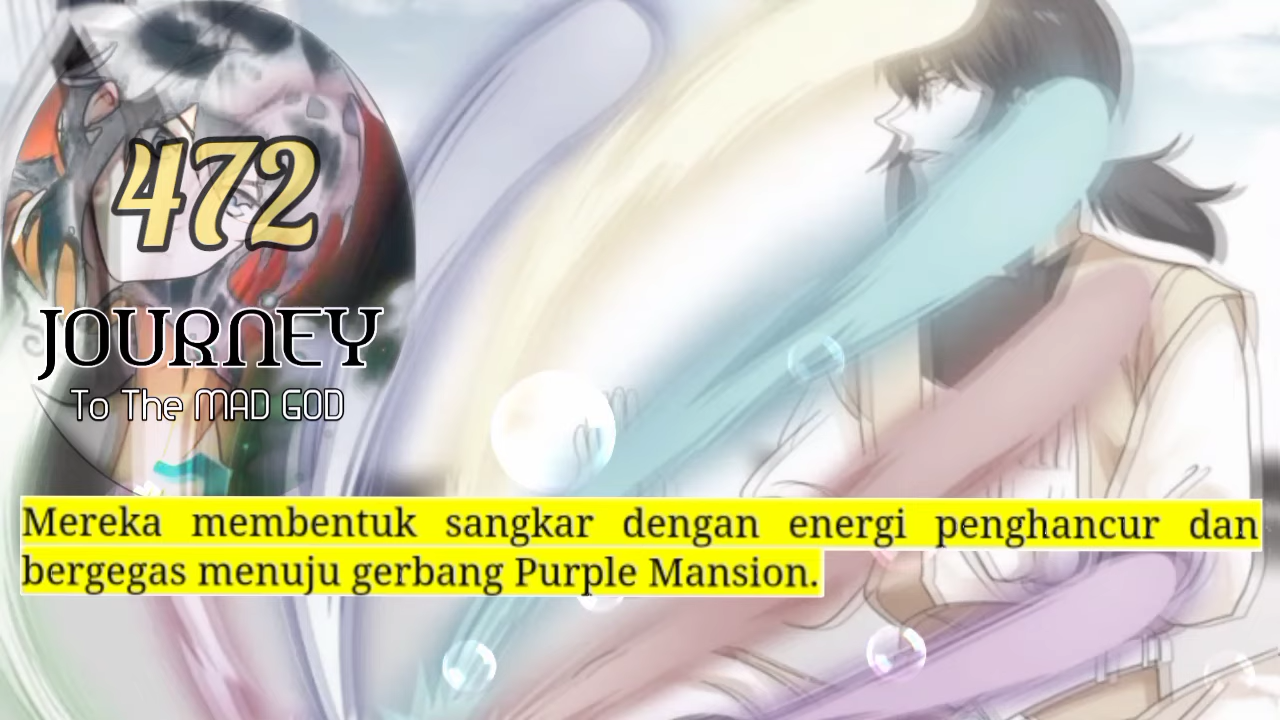 472
JOURNEY
To The MAD GOD
Mereka membentuk sangkar dengan energi penghancur dan
bergegas menuju gerbang Purple Mansion.